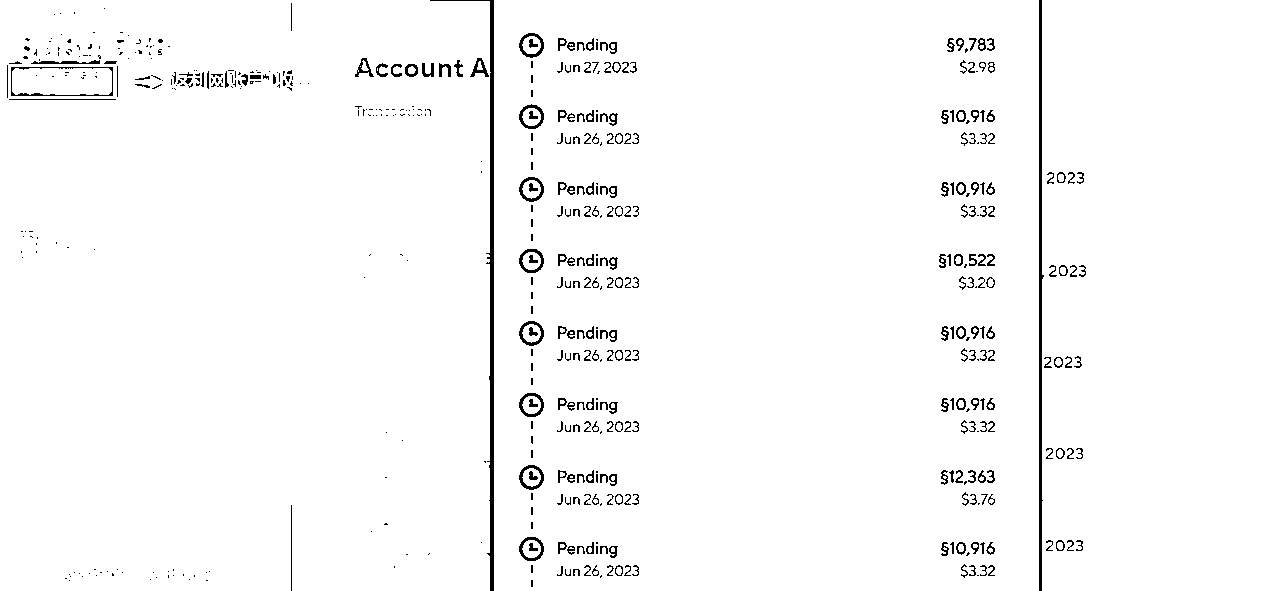 返利网账户收
Account A
Transaction
Pending
§9,783
Jun 27, 2023
$2.98
Pending
§10,916
Jun 26, 2023
$3.32
Pending
§10,916
Jun 26, 2023
$3.32
Pending
§10,522
Jun 26, 2023
$3.20
Pending
§10,916
Jun 26, 2023
$3.32
Pending
§10,916
Jun 26, 2023
$3.32
Pending
§12,363
Jun 26, 2023
$3.76
Pending
§10,916
Jun 26, 2023
$3.32
2023
, 2023
2023
2023
2023